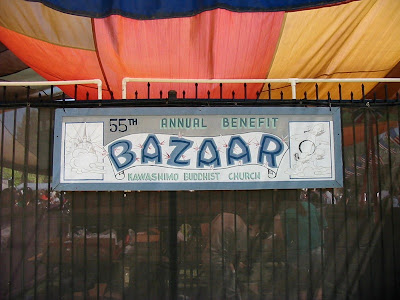 55TH ANNUAL BENEFIT
BAZAAR
KAWASHIMO BUDDHIST CHURCH